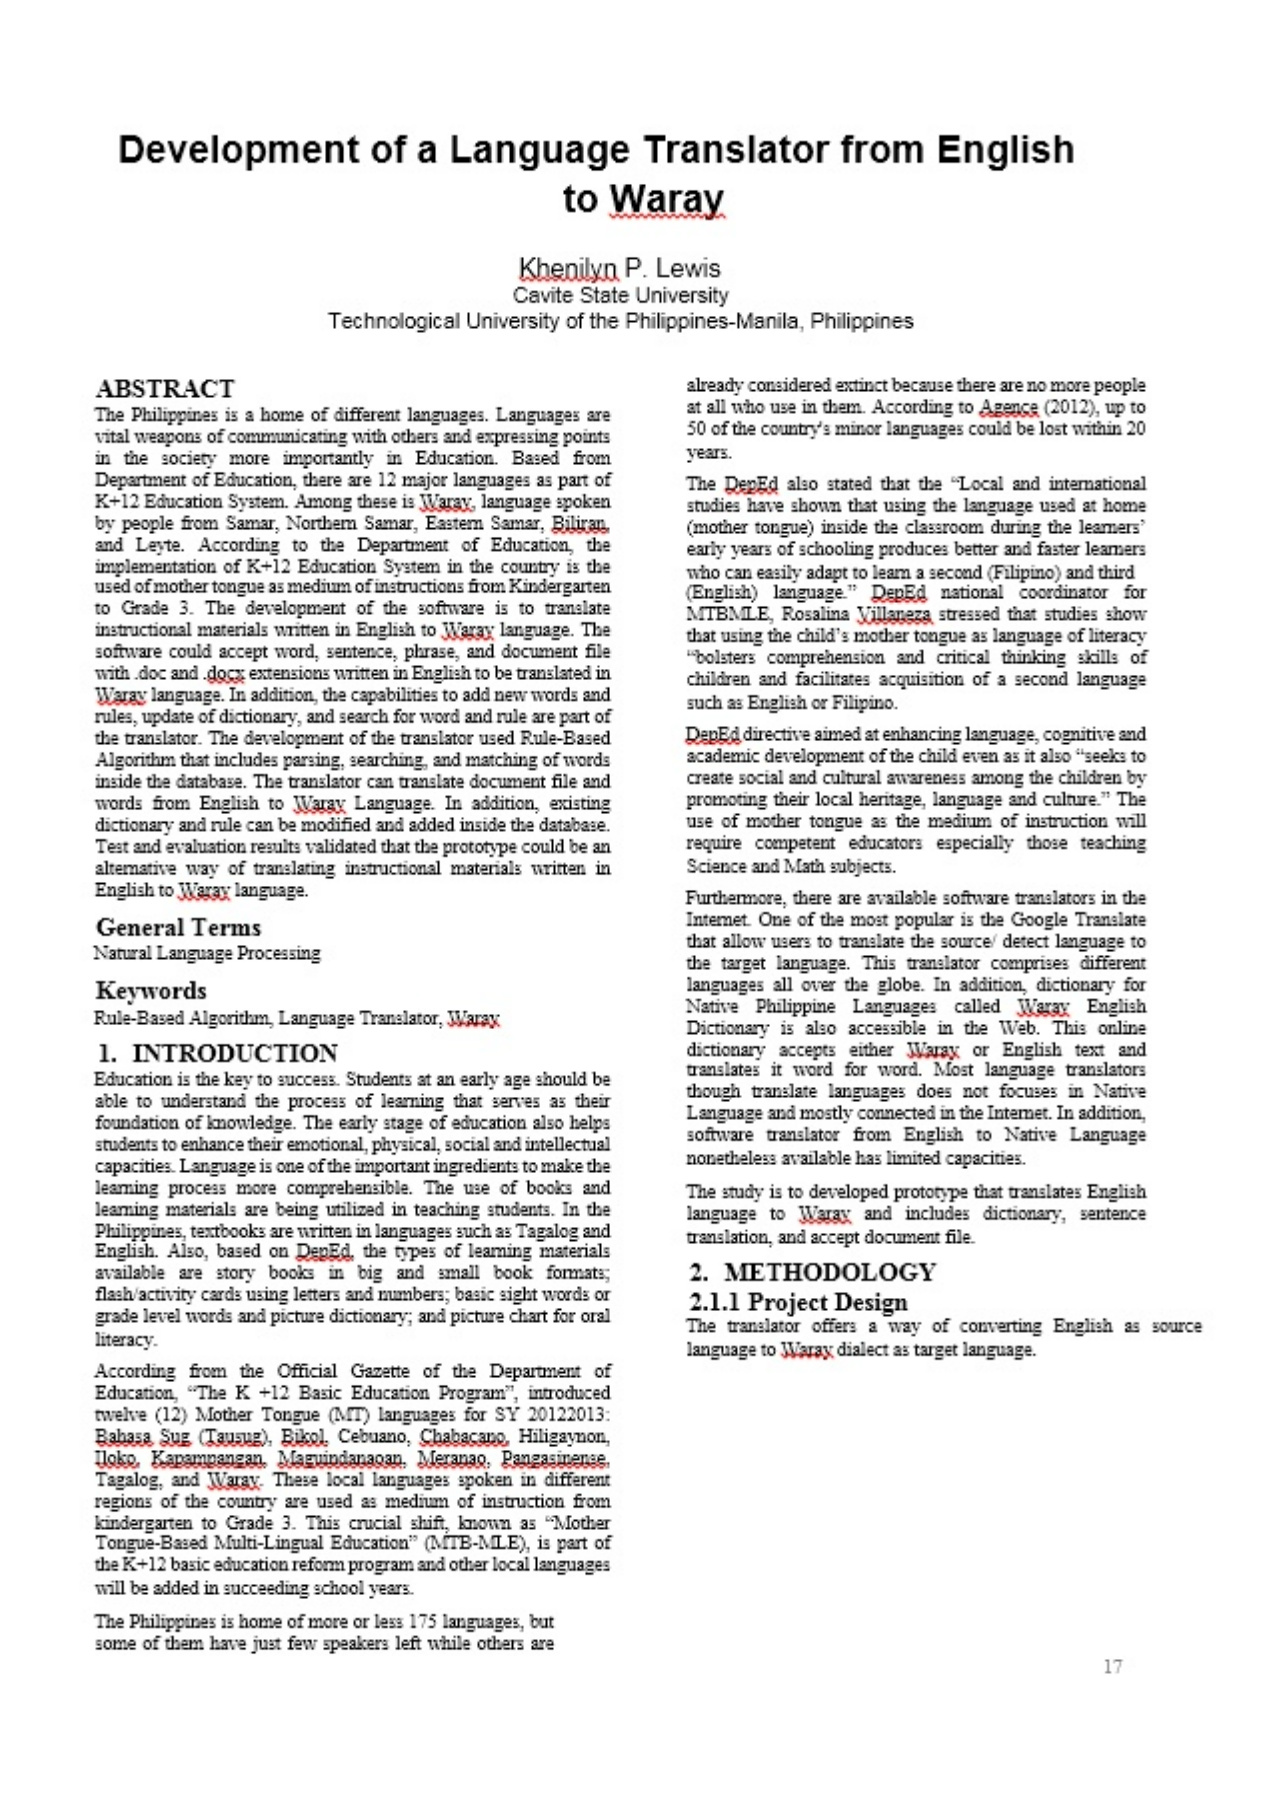 Development of a Language Translator from English
to Waray
Khenilyn P. Lewis
Cavite State University
Technological University of the Philippines-Manila, Philippines
ABSTRACT
The Philippines is a home of different languages. Languages are
vital weapons of communicating with others and expressing points
in the society more importantly in Education. Based from
Department of Education, there are 12 major languages as part of
K+12 Education System. Among these is Waray, language spoken
by people from Samar, Northern Samar, Eastern Samar, Biliran,
and Leyte. According to the Department of Education, the
implementation of K+12 Education System in the country is the
used of mother tongue as medium of instructions from Kindergarten
to Grade 3. The development of the software is to translate
instructional materials written in English to Waray language. The
software could accept word, sentence, phrase, and document file
with .doc and .docx extensions written in English to be translated in
Waray language. In addition, the capabilities to add new words and
rules, update of dictionary, and search for word and rule are part of
the translator. The development of the translator used Rule-Based
Algorithm that includes parsing, searching, and matching of words
inside the database. The translator can translate document file and
words from English to Waray Language. In addition, existing
dictionary and rule can be modified and added inside the database.
Test and evaluation results validated that the prototype could be an
alternative way of translating instructional materials written in
English to Waray language.
General Terms
Natural Language Processing
Keywords
Rule-Based Algorithm, Language Translator, Waray
1. INTRODUCTION
Education is the key to success. Students at an early age should be
able to understand the process of learning that serves as their
foundation of knowledge. The early stage of education also helps
students to enhance their emotional, physical, social and intellectual
capacities. Language is one of the important ingredients to make the
learning process more comprehensible. The use of books and
learning materials are being utilized in teaching students. In the
Philippines, textbooks are written in languages such as Tagalog and
English. Also, based on DepEd, the types of learning materials
available are story books in big and small book formats;
flash/activity cards using letters and numbers; basic sight words or
grade level words and picture dictionary; and picture chart for oral
literacy.
According from the Official Gazette of the Department of
Education, “The K +12 Basic Education Program”, introduced
twelve (12) Mother Tongue (MT) languages for SY 20122013:
Bahasa Sug (Tausug), Bikol, Cebuano, Chabacano, Hiligaynon,
Iloko, Kapampangan, Maguindanaoan, Meranao, Pangasinense,
Tagalog, and Waray. These local languages spoken in different
regions of the country are used as medium of instruction from
kindergarten to Grade 3. This crucial shift, known as “Mother
Tongue-Based Multi-Lingual Education” (MTB-MLE), is part of
the K+12 basic education reform program and other local languages
will be added in succeeding school years.
The Philippines is home of more or less 175 languages, but
some of them have just few speakers left while others are
already considered extinct because there are no more people
at all who use in them. According to Agence (2012), up to
50 of the country's minor languages could be lost within 20
years.
The DepEd also stated that the “Local and international
studies have shown that using the language used at home
(mother tongue) inside the classroom during the learners’
early years of schooling produces better and faster learners
who can easily adapt to learn a second (Filipino) and third
(English) language.” DepEd national coordinator for
MTBMLE, Rosalina Villaneza stressed that studies show
that using the child’s mother tongue as language of literacy
“bolsters comprehension and critical thinking skills of
children and facilitates acquisition of a second language
such as English or Filipino.
DepEd directive aimed at enhancing language, cognitive and
academic development of the child even as it also “seeks to
create social and cultural awareness among the children by
promoting their local heritage, language and culture.” The
use of mother tongue as the medium of instruction will
require competent educators especially those teaching
Science and Math subjects.
Furthermore, there are available software translators in the
Internet. One of the most popular is the Google Translate
that allow users to translate the source/ detect language to
the target language. This translator comprises different
languages all over the globe. In addition, dictionary for
Native Philippine Languages called Waray English
Dictionary is also accessible in the Web. This online
dictionary accepts either Waray or English text and
translates it word for word. Most language translators
though translate languages does not focuses in Native
Language and mostly connected in the Internet. In addition,
software translator from English to Native Language
nonetheless available has limited capacities.
The study is to developed prototype that translates English
language to Waray and includes dictionary, sentence
translation, and accept document file.
2. METHODOLOGY
2.1.1 Project Design
The translator offers a way of converting English as source
language to Waray dialect as target language.
17